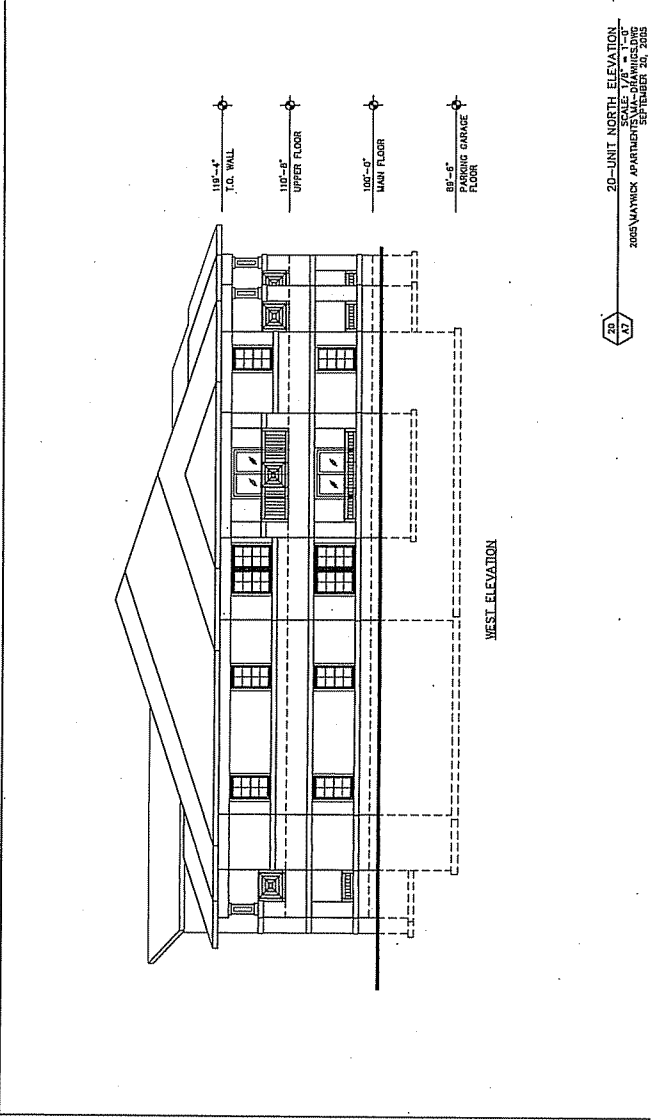 119'-4"
T.O. WALL
110'-8"
UPPER FLOOR
100'-0"
MAIN FLOOR
89'-6"
PARKING GARAGE
FLOOR
WEST ELEVATION
20
A7
20-UNIT NORTH ELEVATION
SCALE: 1/8" = 1'-0"
2005\MAYWICK APARTMENTS\MA-DRAWINGS.DWG
SEPTEMBER 20, 2005